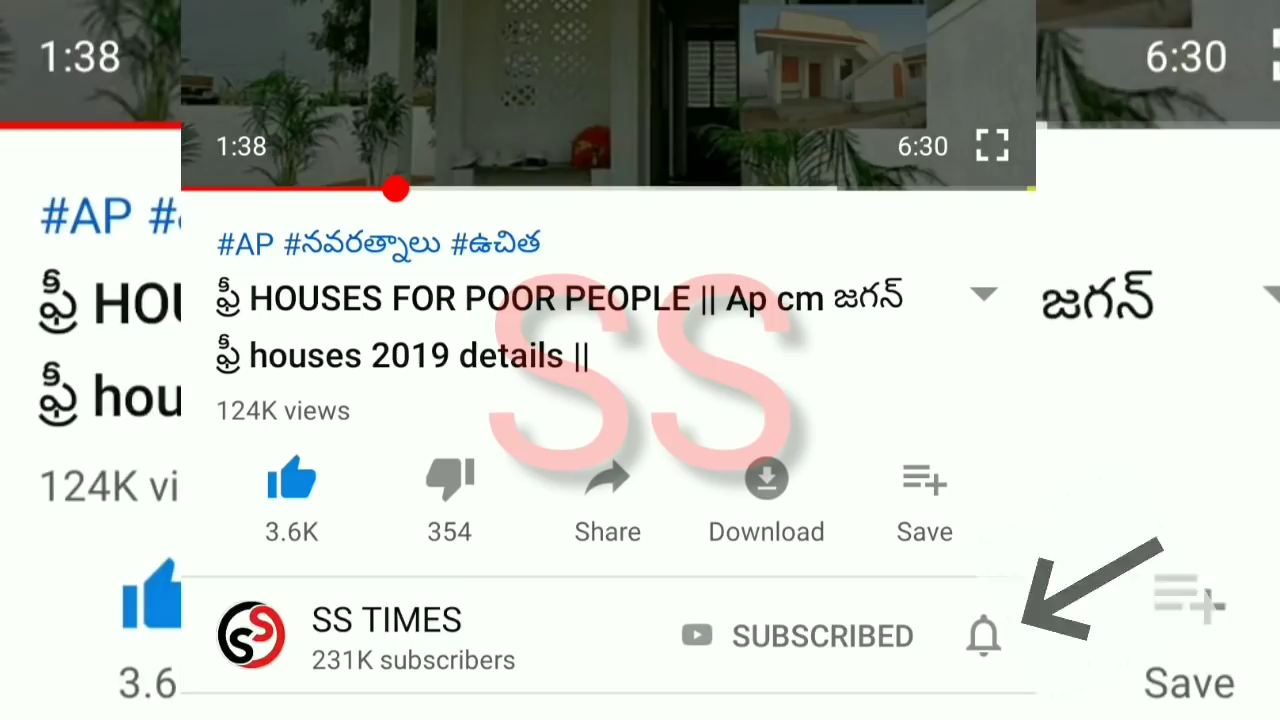 1:38
6:30
1:38
6:30
#AP #
#AP #నవరత్నాలు #ఉచిత
ఫ్రీ HOU
ఫ్రీ HOUSES FOR POOR PEOPLE || Ap cm జగన్
జగన్
ఫ్రీ hou
ఫ్రీ houses 2019 details ||
SS
124K vi
124K views
3.6K
354
Share
Download
Save
SS TIMES
SUBSCRIBED
231K subscribers
3.6
Save
SS